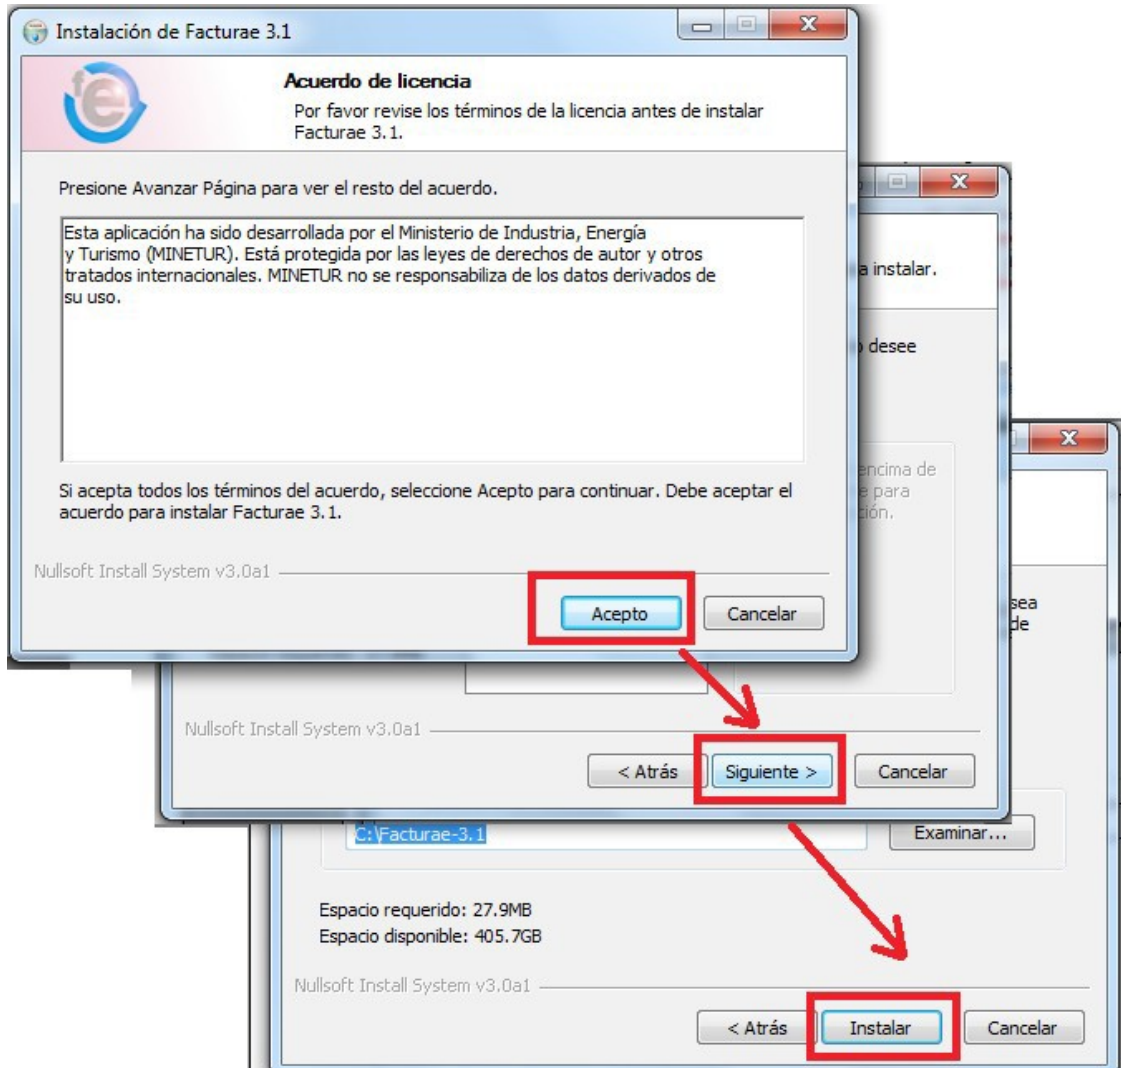 Instalación de Facturae 3.1
Acuerdo de licencia
Por favor revise los términos de la licencia antes de instalar
Facturae 3.1.
Presione Avanzar Página para ver el resto del acuerdo.
Esta aplicación ha sido desarrollada por el Ministerio de Industria, Energía
y Turismo (MINETUR). Está protegida por las leyes de derechos de autor y otros
tratados internacionales. MINETUR no se responsabiliza de los datos derivados de
su uso.
Si acepta todos los términos del acuerdo, seleccione Acepto para continuar. Debe aceptar el
acuerdo para instalar Facturae 3.1.
Nullsoft Install System v3.0a1
Acepto
Cancelar
a instalar.
desee
encima de
para
Nullsoft Install System v3.0a1
< Atrás
Siguiente >
Cancelar
de
C:\Facturae-3.1
Examinar...
Espacio requerido: 27.9MB
Espacio disponible: 405.7GB
Nullsoft Install System v3.0a1
< Atrás
Instalar
Cancelar